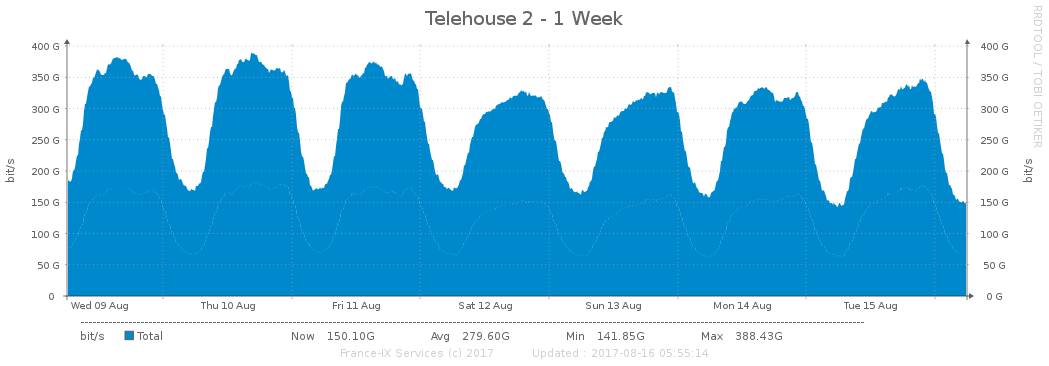 Telehouse 2 - 1 Week
RRDTOOL / TOBI OETIKER
400 G 400 G
350 G 350 G
300 G 300 G
250 G 250 G
200 G 200 G
150 G 150 G
100 G 100 G
50 G 50 G
0 0 G
bit/s bit/s
Wed 09 Aug Thu 10 Aug Fri 11 Aug Sat 12 Aug Sun 13 Aug Mon 14 Aug Tue 15 Aug
bit/s Total Now 150.10G Avg 279.60G Min 141.85G Max 388.43G
France-IX Services (c) 2017 Updated : 2017-08-16 05:55:14